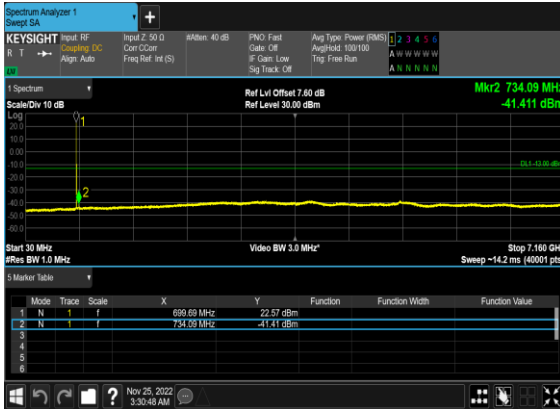 Spectrum Analyzer 1
Swept SA
+
KEYSIGHT
R T
Input: RF
Coupling: DC
Align: Auto
Input Z: 50 Ω
Corr CCorr
Freq Ref: Int (S)
#Atten: 40 dB
PNO: Fast
Gate: Off
IF Gain: Low
Sig Track: Off
Avg Type: Power (RMS)
Avg|Hold: 100/100
Trig: Free Run
1 2 3 4 5 6
A W W W W W
A N N N N N
1 Spectrum
Scale/Div 10 dB
Ref Lvl Offset 7.60 dB
Ref Level 30.00 dBm
Mkr2 734.09 MHz
-41.411 dBm
Log
20.0
10.0
0.00
-10.0
-20.0
-30.0
-40.0
-50.0
-60.0
1
2
DL1 -13.00 dBm
Start 30 MHz
#Res BW 1.0 MHz
Video BW 3.0 MHz*
Stop 7.160 GH
Sweep ~14.2 ms (40001 pts
5 Marker Table
Mode Trace Scale X Y Function Function Width Function Value
1 N 1 f 699.69 MHz 22.57 dBm
2 N 1 f 734.09 MHz -41.41 dBm
3
4
5
6
?
Nov 25, 2022
3:30:48 AM